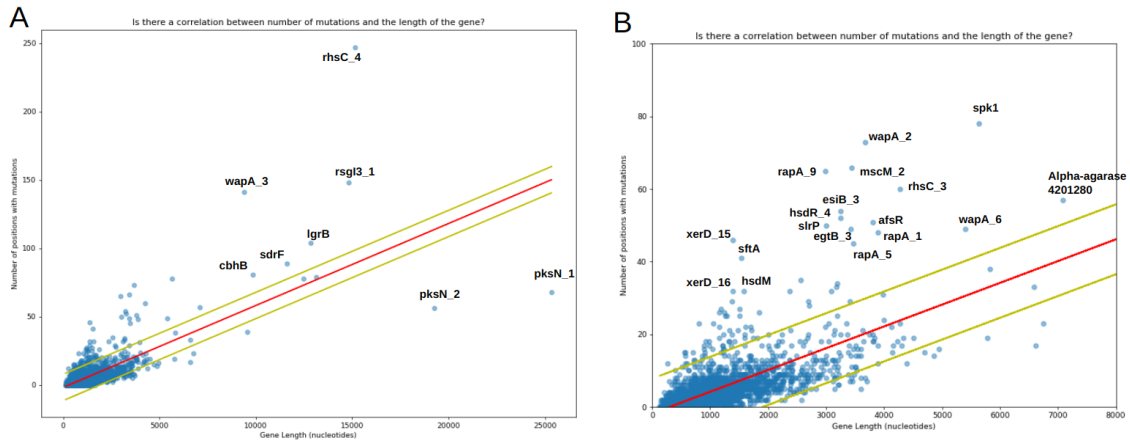 A
Is there a correlation between number of mutations and the length of the gene?
Number of positions with mutations
250
200
150
100
50
0
rhsC_4
rsgI3_1
wapA_3
lgrB
sdrF
cbhB
pksN_1
pksN_2
0 5000 10000 15000 20000 25000
Gene Length (nucleotides)
B
Is there a correlation between number of mutations and the length of the gene?
Number of positions with mutations
100
80
60
40
20
0
spk1
wapA_2
rapA_9
mscM_2
rhsC_3
Alpha-agarase
4201280
esiB_3
hsdR_4
slrP
afsR
wapA_6
egtB_3
rapA_1
xerD_15
sftA
rapA_5
xerD_16
hsdM
1000 2000 3000 4000 5000 6000 7000 8000
Gene Length (nucleotides)